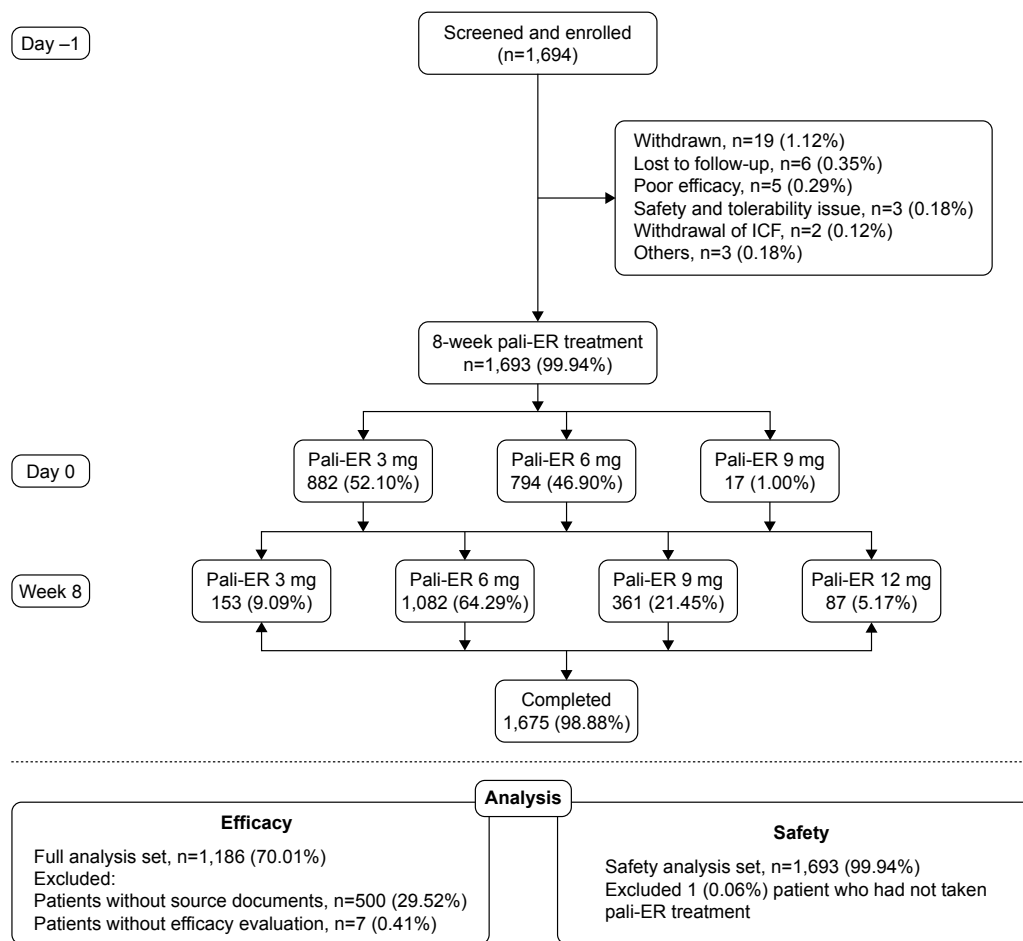 Day –1
Screened and enrolled
(n=1,694)
Withdrawn, n=19 (1.12%)
Lost to follow-up, n=6 (0.35%)
Poor efficacy, n=5 (0.29%)
Safety and tolerability issue, n=3 (0.18%)
Withdrawal of ICF, n=2 (0.12%)
Others, n=3 (0.18%)
8-week pali-ER treatment
n=1,693 (99.94%)
Day 0
Pali-ER 3 mg
882 (52.10%)
Pali-ER 6 mg
794 (46.90%)
Pali-ER 9 mg
17 (1.00%)
Week 8
Pali-ER 3 mg
153 (9.09%)
Pali-ER 6 mg
1,082 (64.29%)
Pali-ER 9 mg
361 (21.45%)
Pali-ER 12 mg
87 (5.17%)
Completed
1,675 (98.88%)
Analysis
Efficacy
Full analysis set, n=1,186 (70.01%)
Excluded:
Patients without source documents, n=500 (29.52%)
Patients without efficacy evaluation, n=7 (0.41%)
Safety
Safety analysis set, n=1,693 (99.94%)
Excluded 1 (0.06%) patient who had not taken
pali-ER treatment